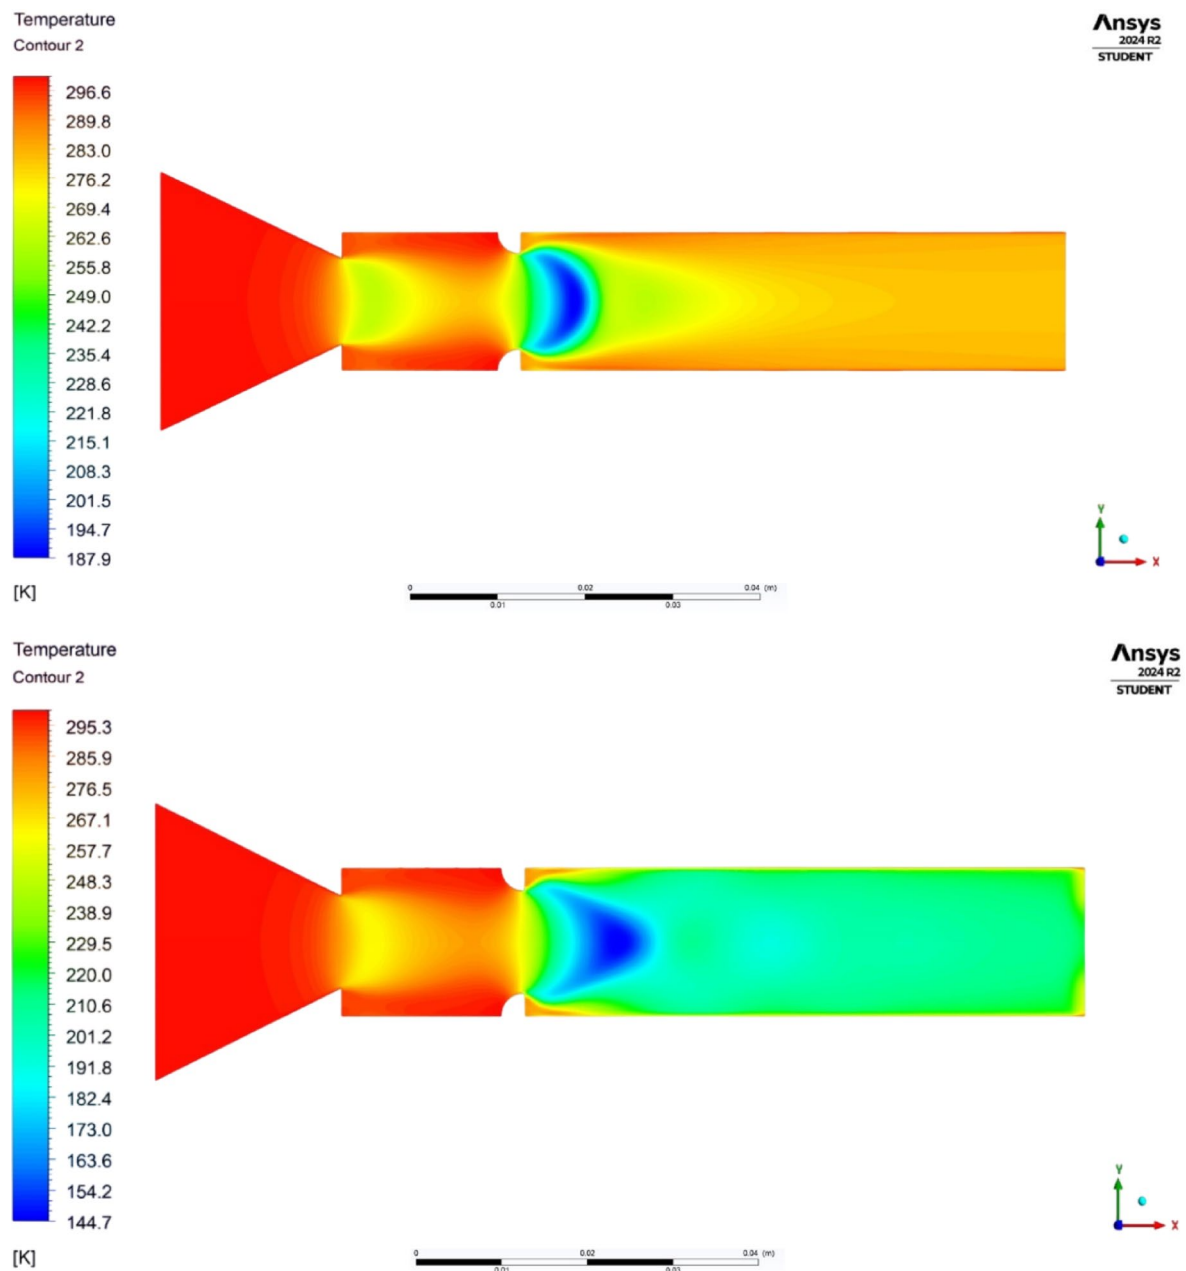 Temperature
Contour 2
Ansys
2024 R2
STUDENT
296.6
289.8
283.0
276.2
269.4
262.6
255.8
249.0
242.2
235.4
228.6
221.8
215.1
208.3
201.5
194.7
187.9
[K]
Y
X
0 0.02 0.04 (m)
0.01 0.03
Temperature
Contour 2
Ansys
2024 R2
STUDENT
295.3
285.9
276.5
267.1
257.7
248.3
238.9
229.5
220.0
210.6
201.2
191.8
182.4
173.0
163.6
154.2
144.7
[K]
Y
X
0 0.02 0.04 (m)
0.01 0.03